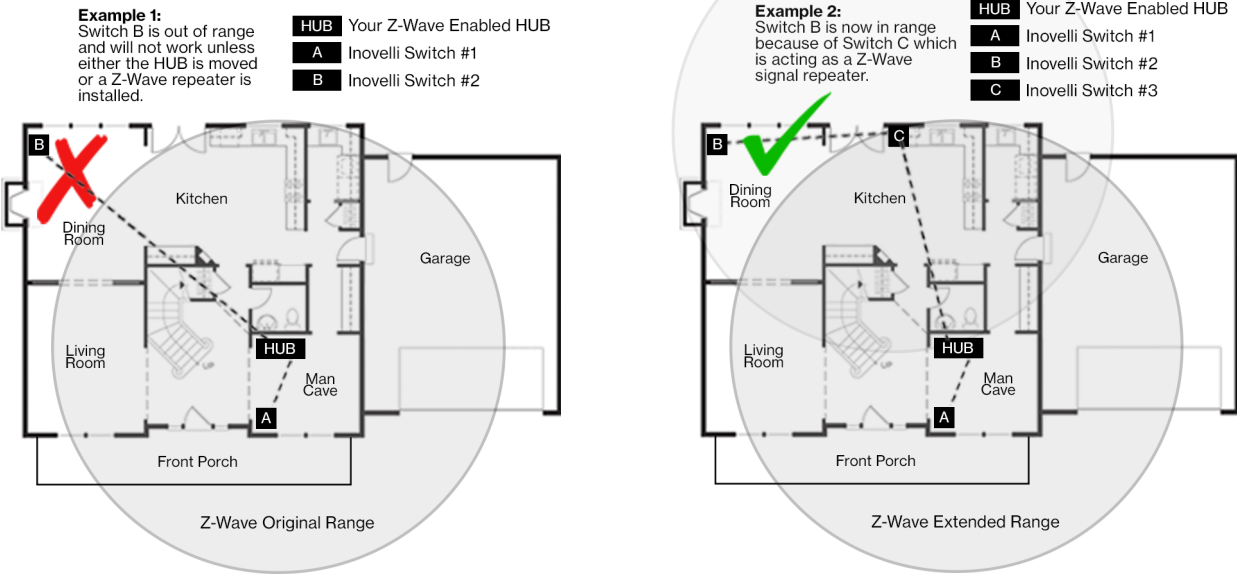 Example 1:
Switch B is out of range
and will not work unless
either the HUB is moved
or a Z-Wave repeater is
installed.
HUB Your Z-Wave Enabled HUB
A Inovelli Switch #1
B Inovelli Switch #2
B
Kitchen
Dining
Room
Garage
HUB
Living
Room
Man
Cave
A
Front Porch
Z-Wave Original Range
Example 2:
Switch B is now in range
because of Switch C which
is acting as a Z-Wave
signal repeater.
HUB Your Z-Wave Enabled HUB
A Inovelli Switch #1
B Inovelli Switch #2
C Inovelli Switch #3
B
C
Dining
Room
Kitchen
Garage
HUB
Living
Room
Man
Cave
A
Front Porch
Z-Wave Extended Range